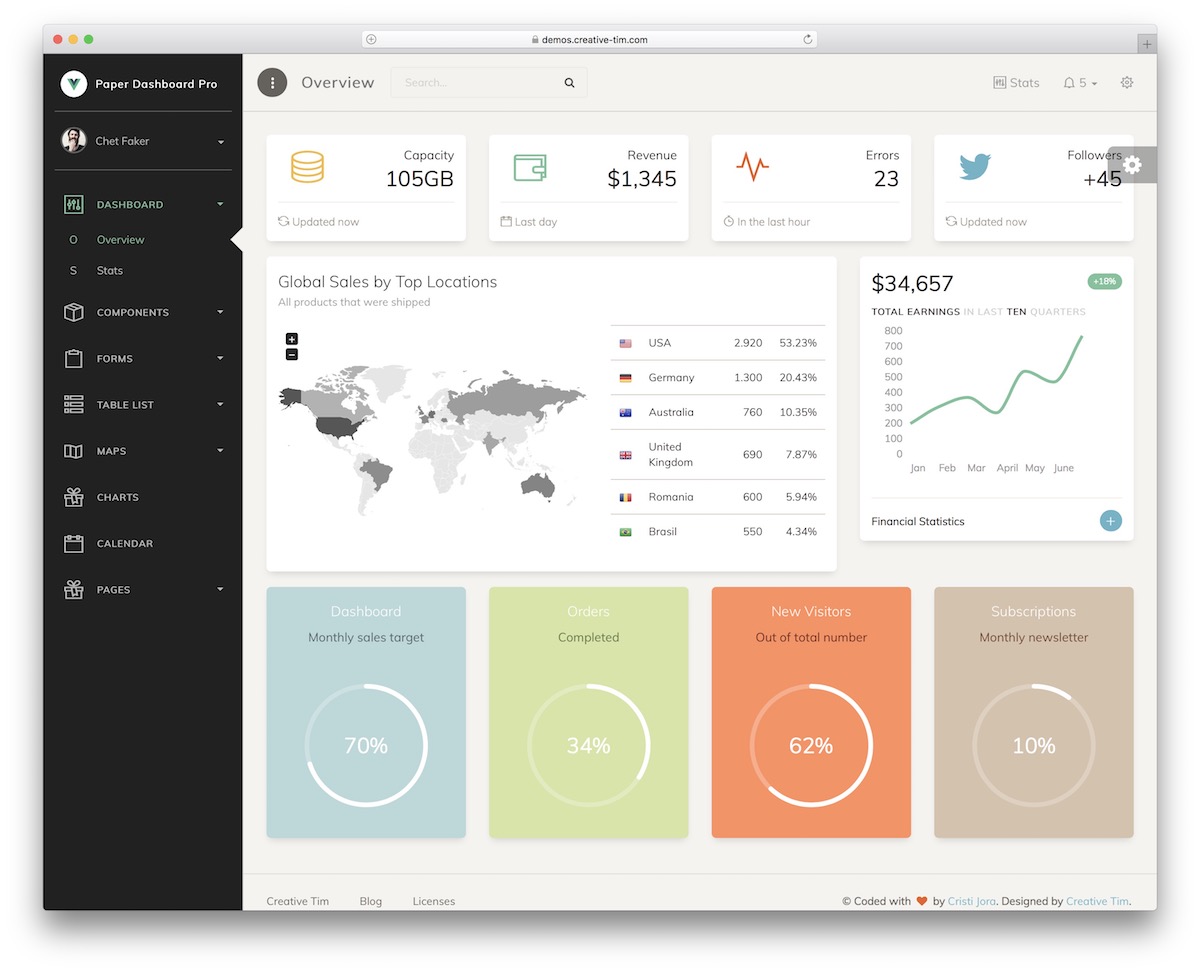 demos.creative-tim.com
Paper Dashboard Pro
Chet Faker
DASHBOARD
O Overview
S Stats
COMPONENTS
FORMS
TABLE LIST
MAPS
CHARTS
CALENDAR
PAGES
Overview
Search...
Stats
5
Capacity
105GB
Updated now
Revenue
$1,345
Last day
Errors
23
In the last hour
Followers
+45
Updated now
Global Sales by Top Locations
All products that were shipped
+
−
USA 2.920 53.23%
Germany 1.300 20.43%
Australia 760 10.35%
United
Kingdom 690 7.87%
Romania 600 5.94%
Brasil 550 4.34%
$34,657
+18%
TOTAL EARNINGS IN LAST TEN QUARTERS
800
700
600
500
400
300
200
100
0
Jan Feb Mar April May June
Financial Statistics
+
Dashboard
Monthly sales target
70%
Orders
Completed
34%
New Visitors
Out of total number
62%
Subscriptions
Monthly newsletter
10%
Creative Tim Blog Licenses
© Coded with ♥ by Cristi Jora. Designed by Creative Tim.